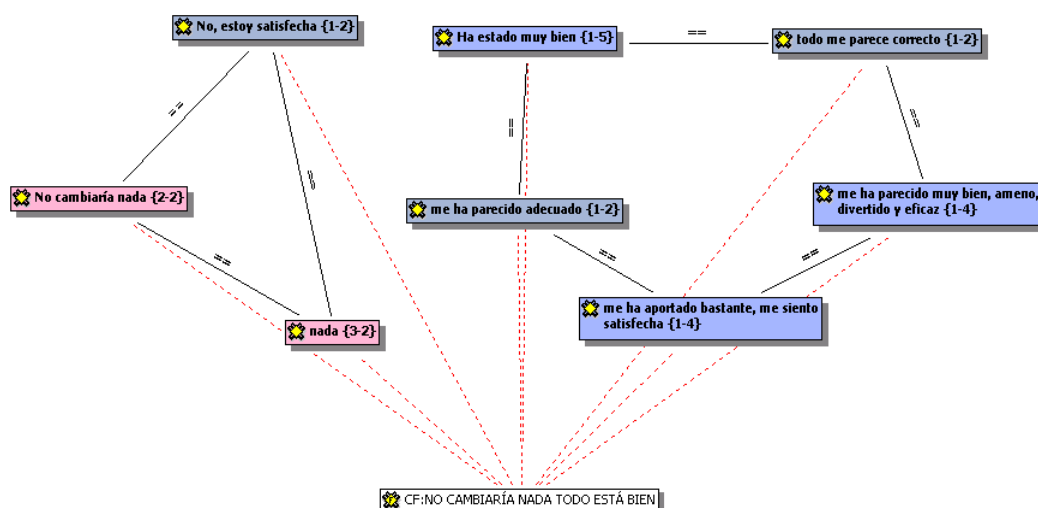 No, estoy satisfecha {1-2}
Ha estado muy bien {1-5}
==
todo me parece correcto {1-2}
==
==
==
==
No cambiaría nada {2-2}
me ha parecido adecuado {1-2}
me ha parecido muy bien, ameno,
divertido y eficaz {1-4}
==
==
==
me ha aportado bastante, me siento
satisfecha {1-4}
nada {3-2}
CF:NO CAMBIARÍA NADA TODO ESTÁ BIEN